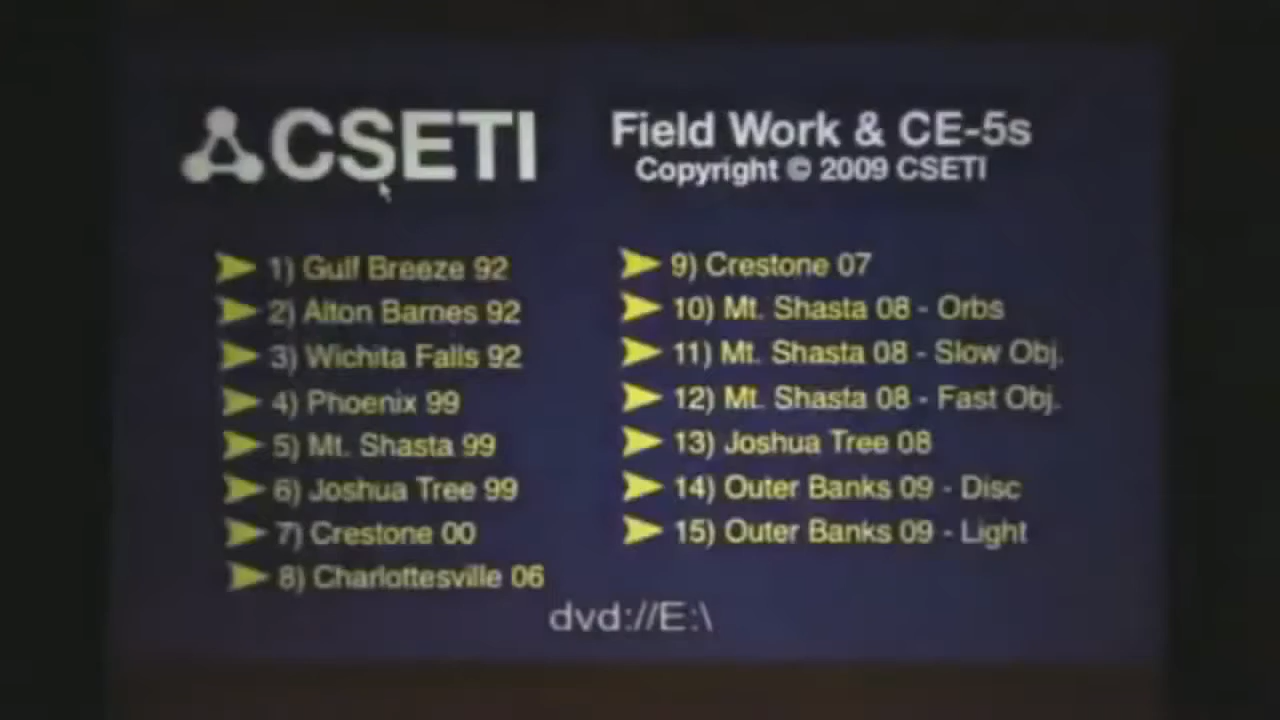 CSETI
Field Work & CE-5s
Copyright © 2009 CSETI
1) Gulf Breeze 92
2) Alton Barnes 92
3) Wichita Falls 92
4) Phoenix 99
5) Mt. Shasta 99
6) Joshua Tree 99
7) Crestone 00
8) Charlottesville 06
9) Crestone 07
10) Mt. Shasta 08 - Orbs
11) Mt. Shasta 08 - Slow Obj.
12) Mt. Shasta 08 - Fast Obj.
13) Joshua Tree 08
14) Outer Banks 09 - Disc
15) Outer Banks 09 - Light
dvd://E:\